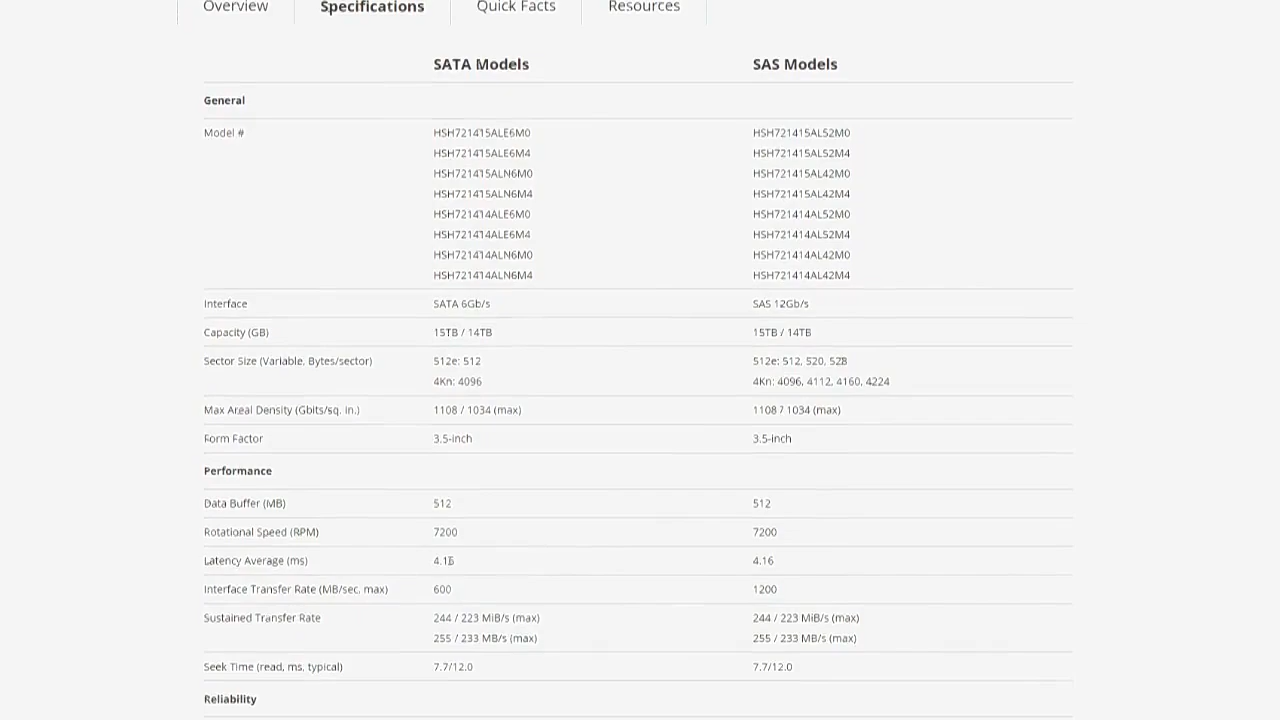 Overview Specifications Quick Facts Resources
SATA Models SAS Models
General
Model # HSH721415ALE6M0 HSH721415AL52M0
HSH721415ALE6M4 HSH721415AL52M4
HSH721415ALN6M0 HSH721415AL42M0
HSH721415ALN6M4 HSH721415AL42M4
HSH721414ALE6M0 HSH721414AL52M0
HSH721414ALE6M4 HSH721414AL52M4
HSH721414ALN6M0 HSH721414AL42M0
HSH721414ALN6M4 HSH721414AL42M4
Interface SATA 6Gb/s SAS 12Gb/s
Capacity (GB) 15TB / 14TB 15TB / 14TB
Sector Size (Variable, Bytes/sector) 512e: 512 512e: 512, 520, 528
4Kn: 4096 4Kn: 4096, 4112, 4160, 4224
Max Areal Density (Gbits/sq. in.) 1108 / 1034 (max) 1108 / 1034 (max)
Form Factor 3.5-inch 3.5-inch
Performance
Data Buffer (MB) 512 512
Rotational Speed (RPM) 7200 7200
Latency Average (ms) 4.16 4.16
Interface Transfer Rate (MB/sec, max) 600 1200
Sustained Transfer Rate 244 / 223 MiB/s (max) 244 / 223 MiB/s (max)
255 / 233 MB/s (max) 255 / 233 MB/s (max)
Seek Time (read, ms, typical) 7.7/12.0 7.7/12.0
Reliability